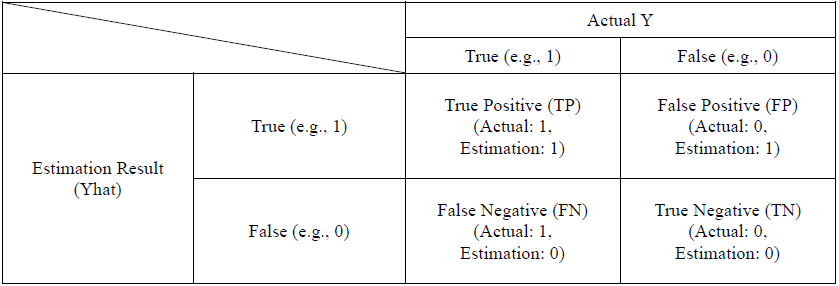 Actual Y
True (e.g., 1)
False (e.g., 0)
Estimation Result
(Yhat)
True (e.g., 1)
True Positive (TP)
(Actual: 1,
Estimation: 1)
False Positive (FP)
(Actual: 0,
Estimation: 1)
False (e.g., 0)
False Negative (FN)
(Actual: 1,
Estimation: 0)
True Negative (TN)
(Actual: 0,
Estimation: 0)